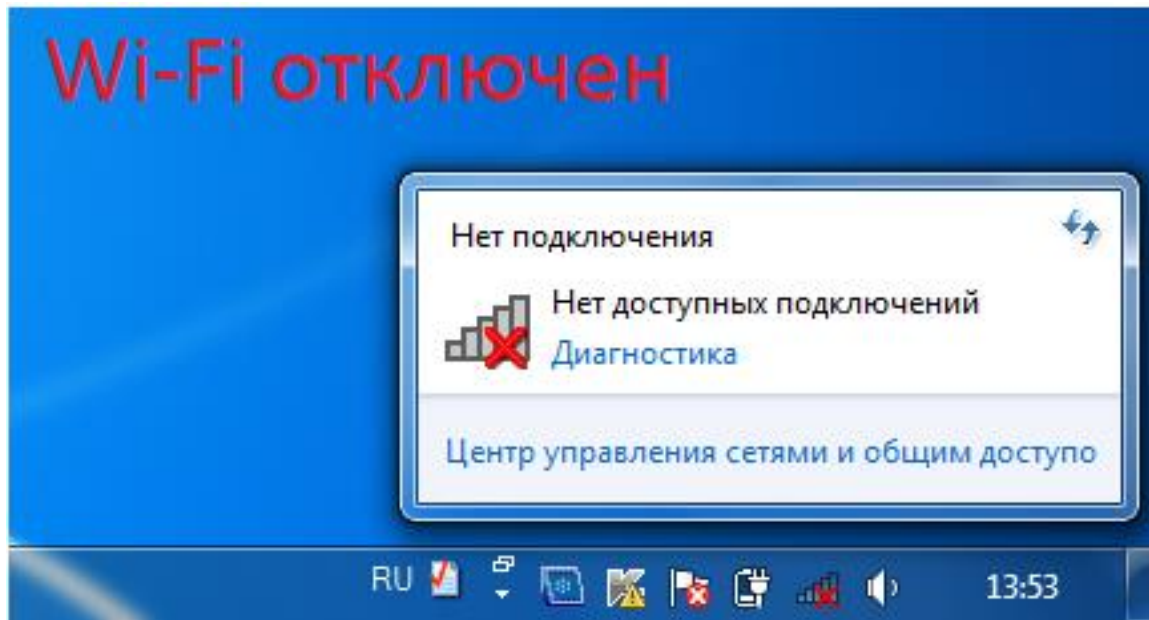 Wi-Fi отключен
Нет подключения
Нет доступных подключений
Диагностика
Центр управления сетями и общим доступо
RU
13:53